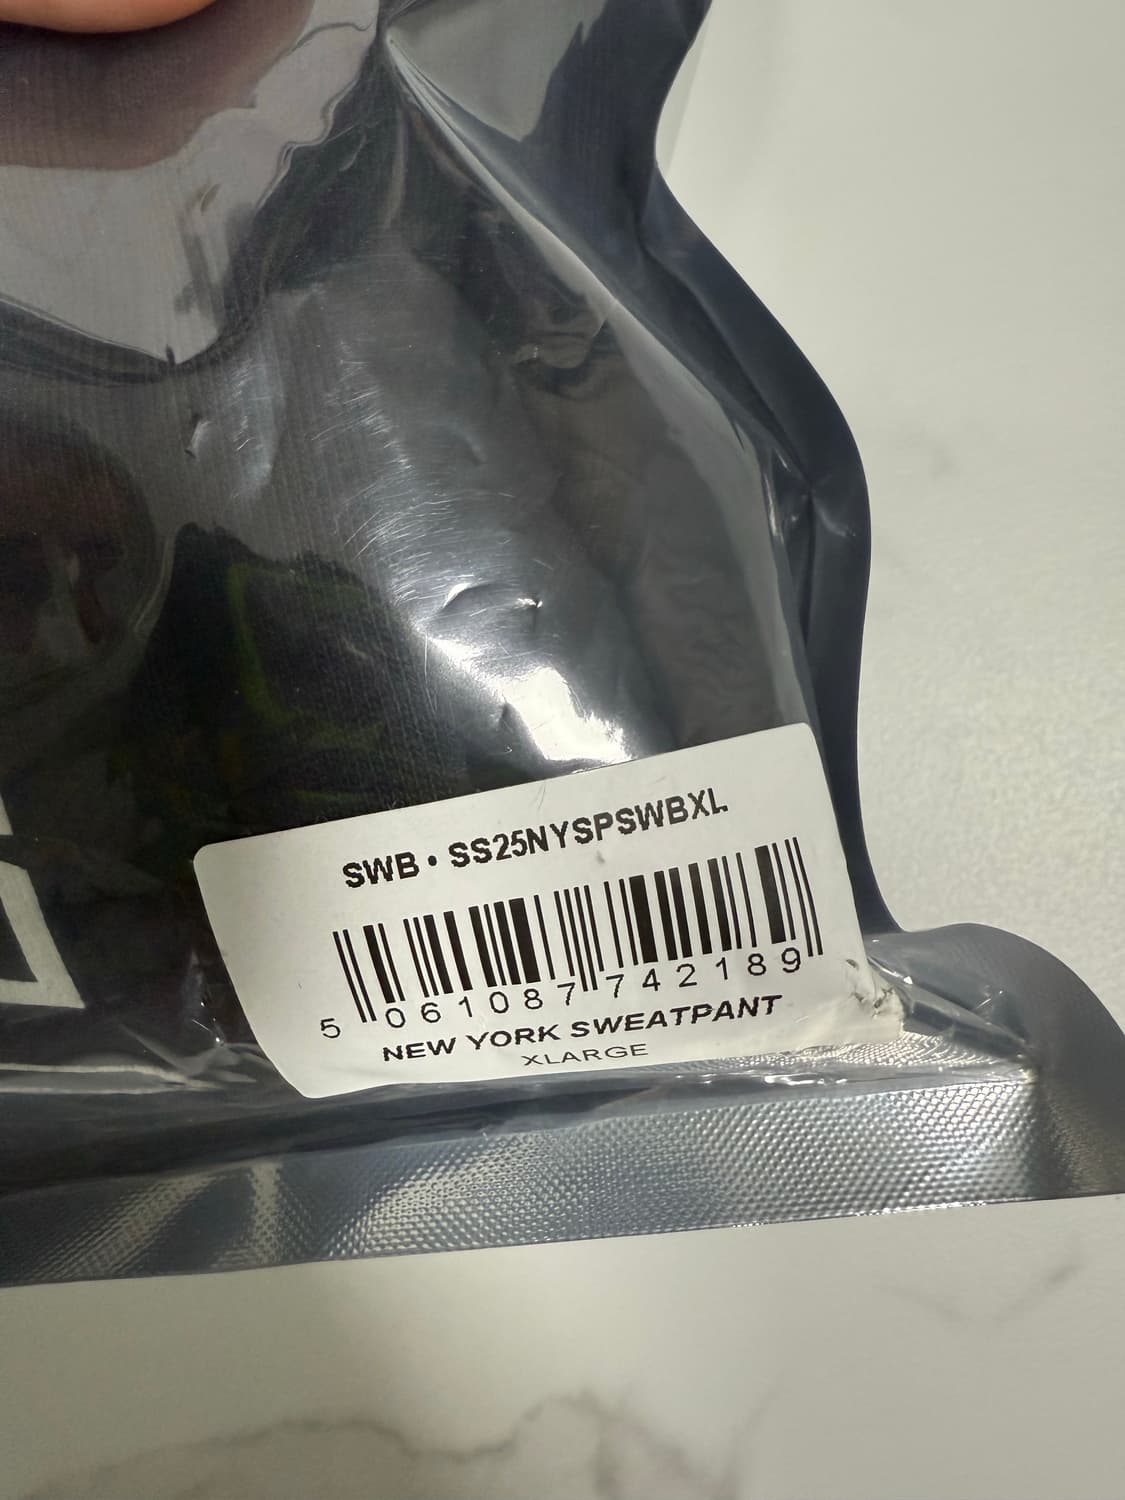 SWB • SS25NYSPSWBXL
5 061087 742189
NEW YORK SWEATPANT
XLARGE